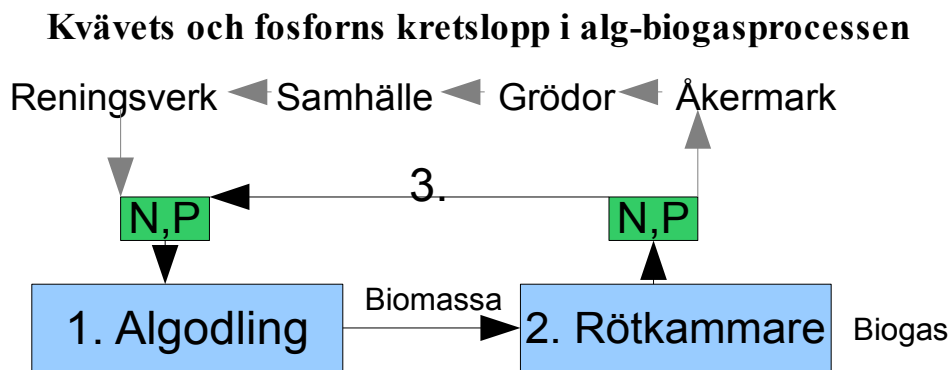 Kvävets och fosforns kretslopp i alg-biogasprocessen
Reningsverk Samhälle Grödor Åkermark
3.
N,P N,P
Biomassa
1. Algodling 2. Rötkammare Biogas